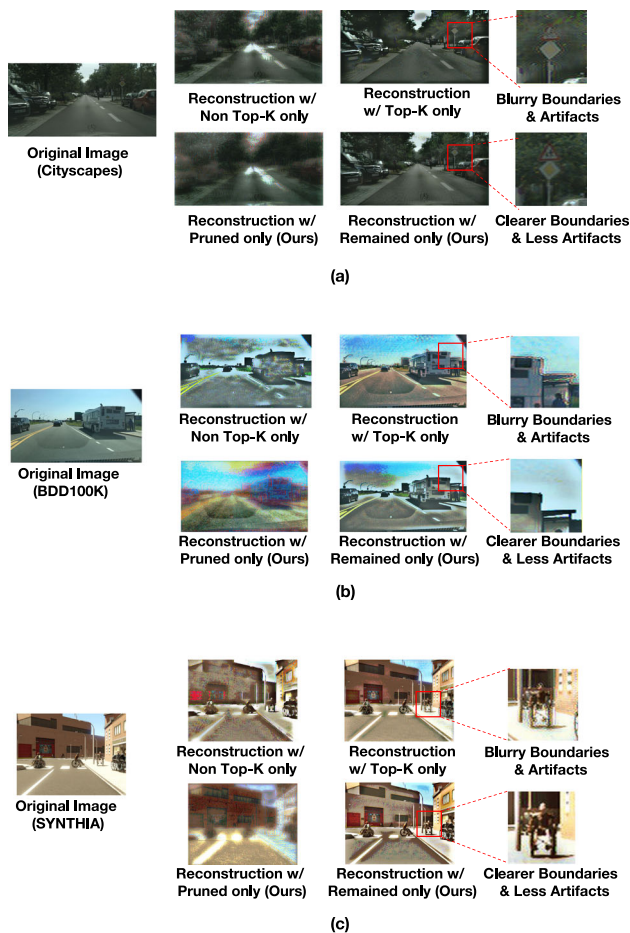 Reconstruction w/
Non Top-K only
Reconstruction
w/ Top-K only
Blurry Boundaries
& Artifacts
Original Image
(Cityscapes)
Reconstruction w/
Pruned only (Ours)
Reconstruction w/
Remained only (Ours)
Clearer Boundaries
& Less Artifacts
(a)
Reconstruction w/
Non Top-K only
Reconstruction
w/ Top-K only
Blurry Boundaries
& Artifacts
Original Image
(BDD100K)
Reconstruction w/
Pruned only (Ours)
Reconstruction w/
Remained only (Ours)
Clearer Boundaries
& Less Artifacts
(b)
Reconstruction w/
Non Top-K only
Reconstruction
w/ Top-K only
Blurry Boundaries
& Artifacts
Original Image
(SYNTHIA)
Reconstruction w/
Pruned only (Ours)
Reconstruction w/
Remained only (Ours)
Clearer Boundaries
& Less Artifacts
(c)